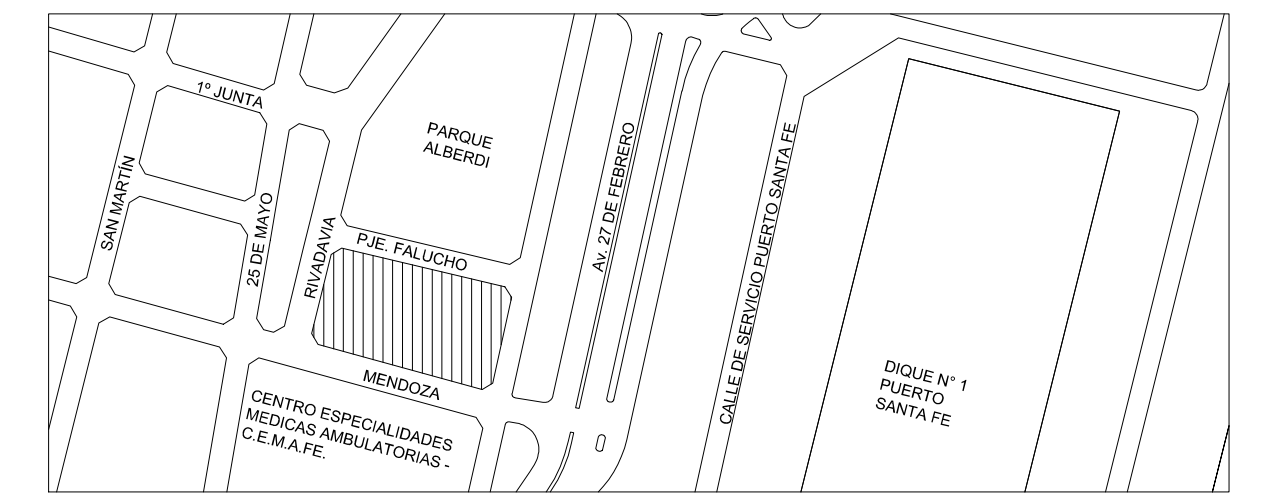 1º JUNTA
PARQUE
ALBERDI
SAN MARTÍN
25 DE MAYO
RIVADAVIA
PJE. FALUCHO
Av. 27 DE FEBRERO
CALLE DE SERVICIO PUERTO SANTA FE
MENDOZA
DIQUE N° 1
PUERTO
SANTA FE
CENTRO ESPECIALIDADES
MEDICAS AMBULATORIAS -
C.E.M.A.FE.